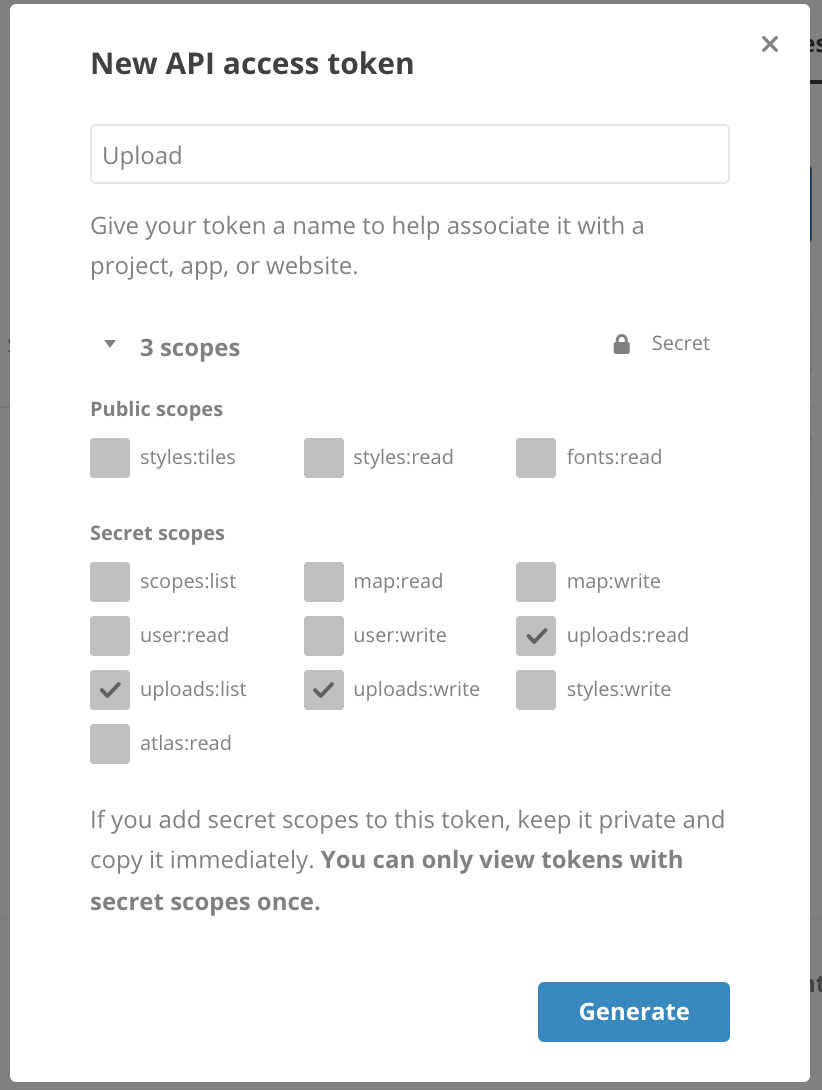 New API access token
Upload
Give your token a name to help associate it with a
project, app, or website.
3 scopes
Secret
Public scopes
styles:tiles styles:read fonts:read
Secret scopes
scopes:list map:read map:write
user:read user:write uploads:read
uploads:list uploads:write styles:write
atlas:read
If you add secret scopes to this token, keep it private and
copy it immediately. You can only view tokens with
secret scopes once.
Generate